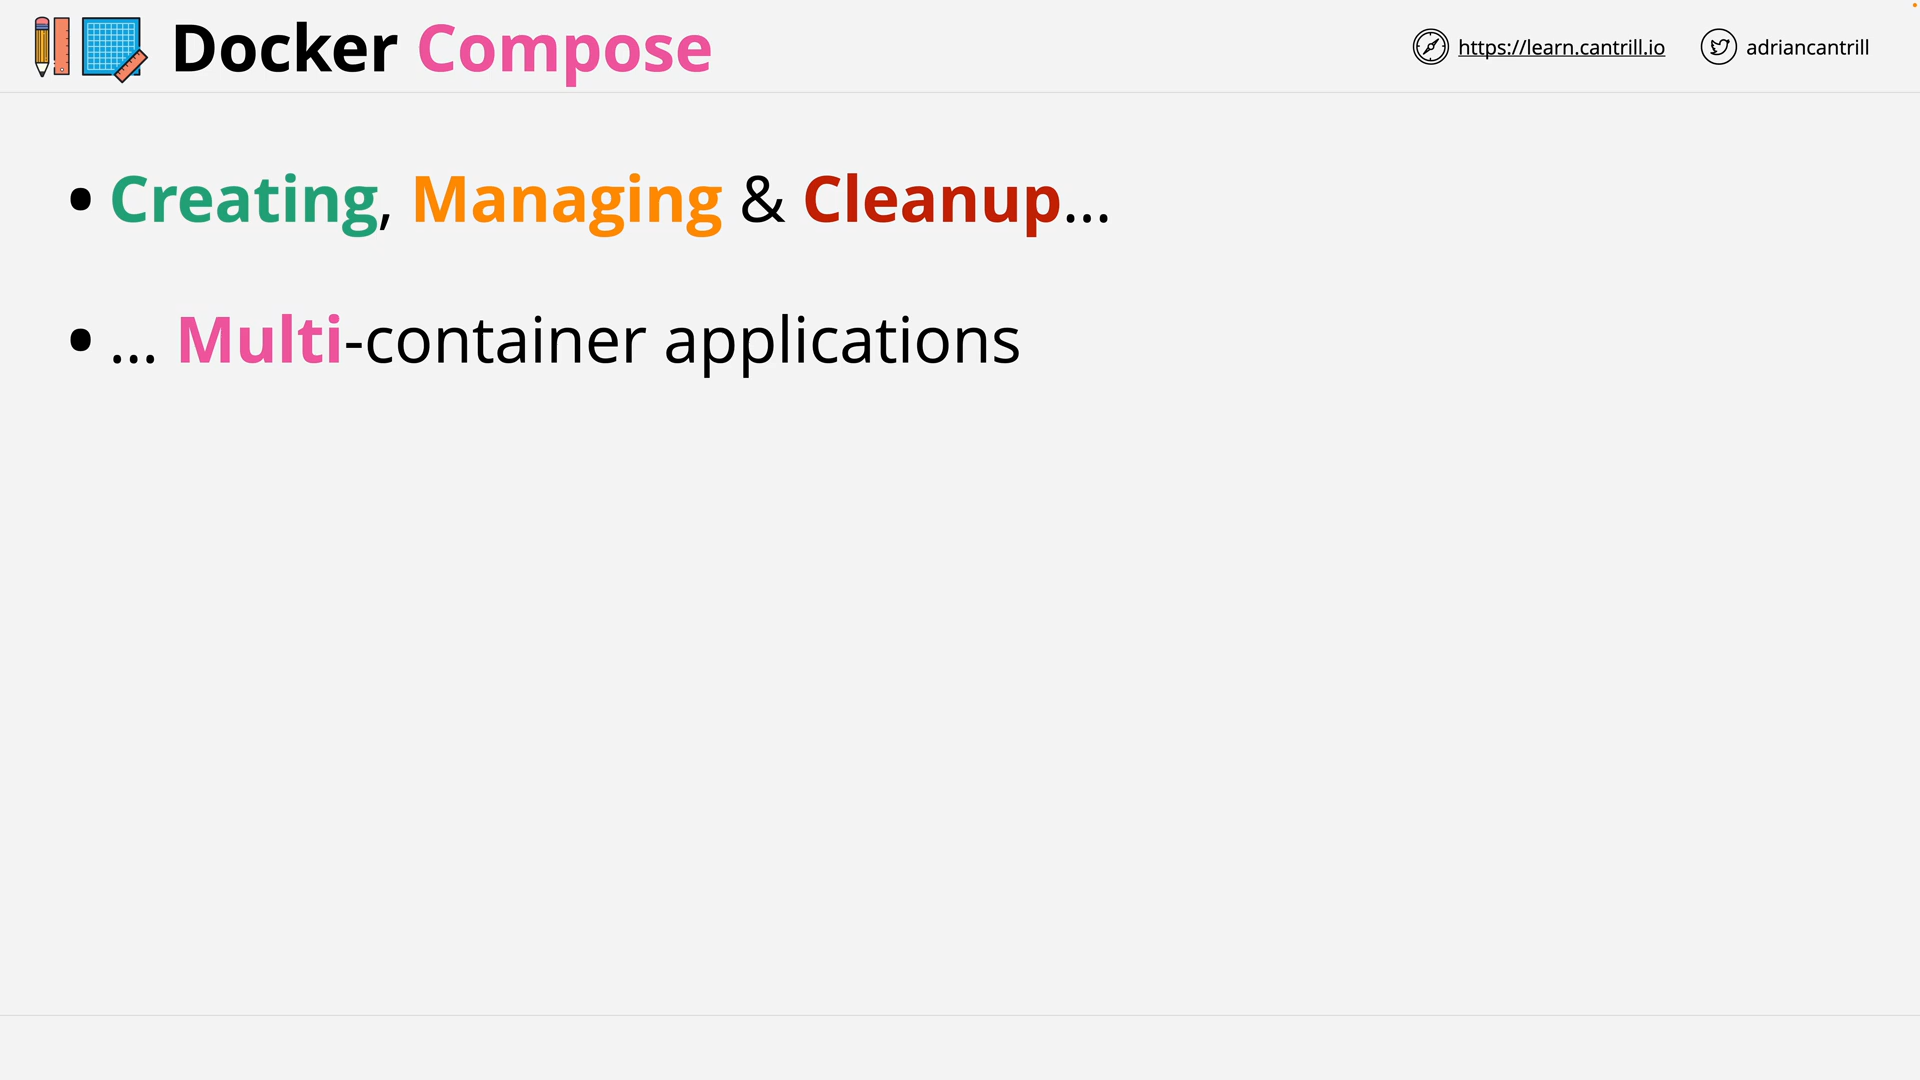 Docker Compose
https://learn.cantrill.io
adriancantrill
• Creating, Managing & Cleanup...
• ... Multi-container applications